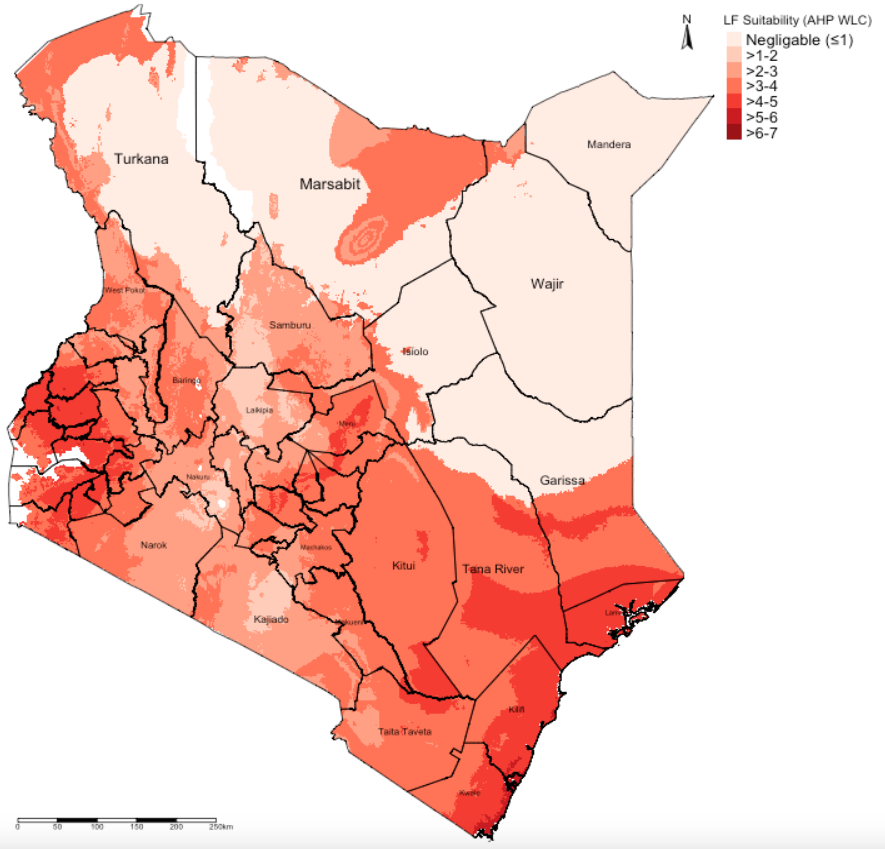 N
LF Suitability (AHP WLC)
Negligable (≤1)
>1-2
>2-3
>3-4
>4-5
>5-6
>6-7
Mandera
Turkana
Marsabit
Wajir
West Pokot
Samburu
Isiolo
Baringo
Laikipia
Meru
Nakuru
Garissa
Narok
Machakos
Kitui
Tana River
Kajiado
Makueni
Lamu
Kilifi
Taita Taveta
Kwale
0 50 100 150 200 250km